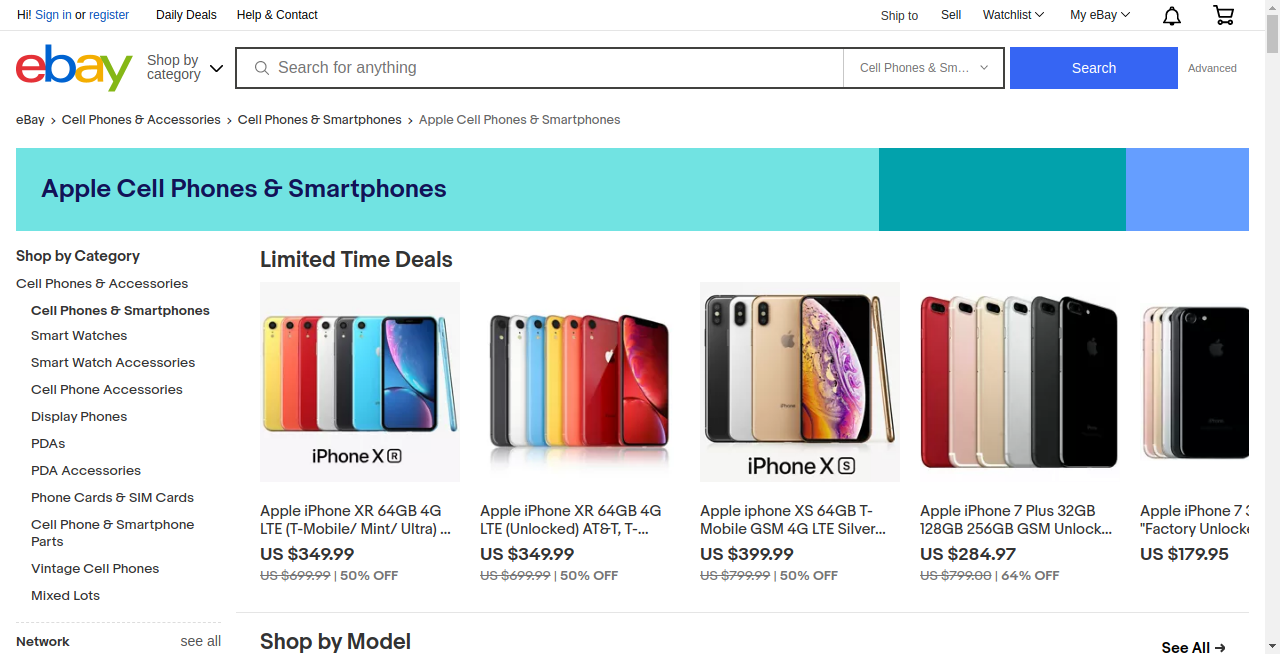 Hi! Sign in or register
Daily Deals
Help & Contact
Ship to
Sell
Watchlist
My eBay
ebay
Shop by
category
Search for anything
Cell Phones & Sm...
Search
Advanced
eBay > Cell Phones & Accessories > Cell Phones & Smartphones > Apple Cell Phones & Smartphones
Apple Cell Phones & Smartphones
Shop by Category
Cell Phones & Accessories
Cell Phones & Smartphones
Smart Watches
Smart Watch Accessories
Cell Phone Accessories
Display Phones
PDAs
PDA Accessories
Phone Cards & SIM Cards
Cell Phone & Smartphone
Parts
Vintage Cell Phones
Mixed Lots
Network
see all
Limited Time Deals
iPhone XR
Apple iPhone XR 64GB 4G
LTE (T-Mobile/ Mint/ Ultra) ...
US $349.99
US $699.99 | 50% OFF
Apple iPhone XR 64GB 4G
LTE (Unlocked) AT&T, T-...
US $349.99
US $699.99 | 50% OFF
iPhone XS
Apple iphone XS 64GB T-
Mobile GSM 4G LTE Silver...
US $399.99
US $799.99 | 50% OFF
Apple iPhone 7 Plus 32GB
128GB 256GB GSM Unlock...
US $284.97
US $799.00 | 64% OFF
Apple iPhone 7 3
"Factory Unlocke
US $179.95
Shop by Model
See All →